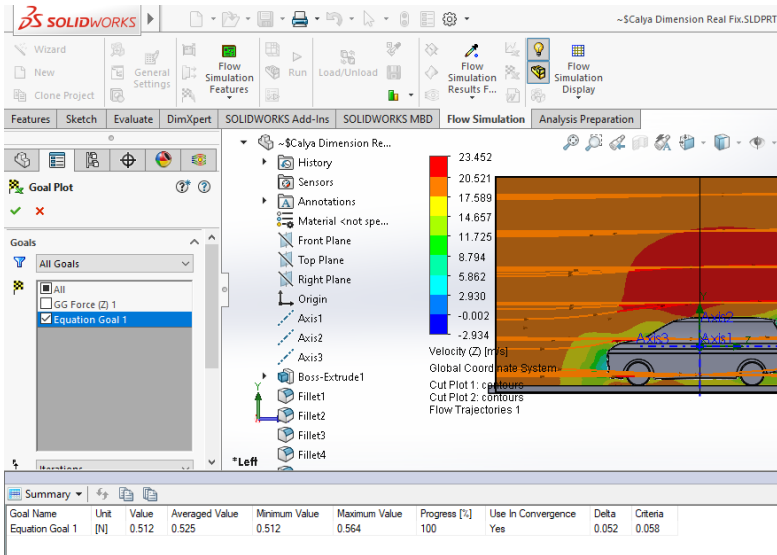 SOLIDWORKS
~$Calya Dimension Real Fix.SLDPRT
Wizard
New
Clone Project
General Settings
Flow Simulation Features
Run
Load/Unload
Flow Simulation Results F...
Flow Simulation Display
Features Sketch Evaluate DimXpert SOLIDWORKS Add-Ins SOLIDWORKS MBD Flow Simulation Analysis Preparation
Goal Plot
Goals
All Goals
All
GG Force (Z) 1
Equation Goal 1
~$Calya Dimension Re...
History
Sensors
Annotations
Material <not spe...
Front Plane
Top Plane
Right Plane
Origin
Axis1
Axis2
Axis3
Boss-Extrude1
Fillet1
Fillet2
Fillet3
Fillet4
Y
*Left
23.452
20.521
17.589
14.657
11.725
8.794
5.862
2.930
-0.002
-2.934
Velocity (Z) [m/s]
Global Coordinate System
Cut Plot 1: contours
Cut Plot 2: contours
Flow Trajectories 1
Axis2
Axis3 Axis1
Summary
Goal Name Unit Value Averaged Value Minimum Value Maximum Value Progress [%] Use In Convergence Delta Criteria
Equation Goal 1 [N] 0.512 0.525 0.512 0.564 100 Yes 0.052 0.058